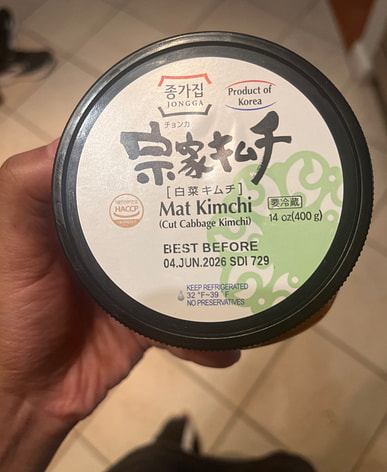 종가집
JONGGA
Product of
Korea
チョンカ
宗家キムチ
[白菜キムチ]
HACCP
Mat Kimchi
(Cut Cabbage Kimchi)
要冷蔵
14 oz(400 g)
BEST BEFORE
04.JUN.2026 SDI 729
KEEP REFRIGERATED
32 °F~39 °F
NO PRESERVATIVES